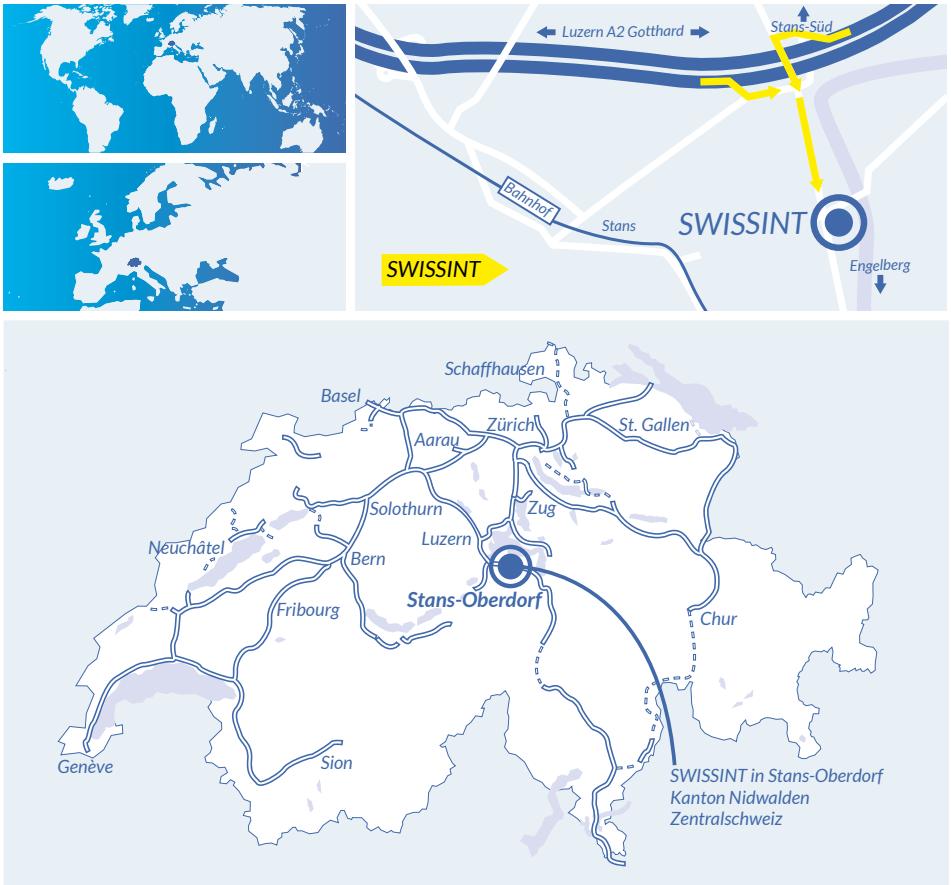 Stans-Süd
Luzern A2 Gotthard
Bahnhof
Stans
SWISSINT
SWISSINT
Engelberg
Schaffhausen
Basel
Zürich
St. Gallen
Aarau
Solothurn
Zug
Luzern
Neuchâtel
Bern
Stans-Oberdorf
Fribourg
Chur
Genève
Sion
SWISSINT in Stans-Oberdorf
Kanton Nidwalden
Zentralschweiz